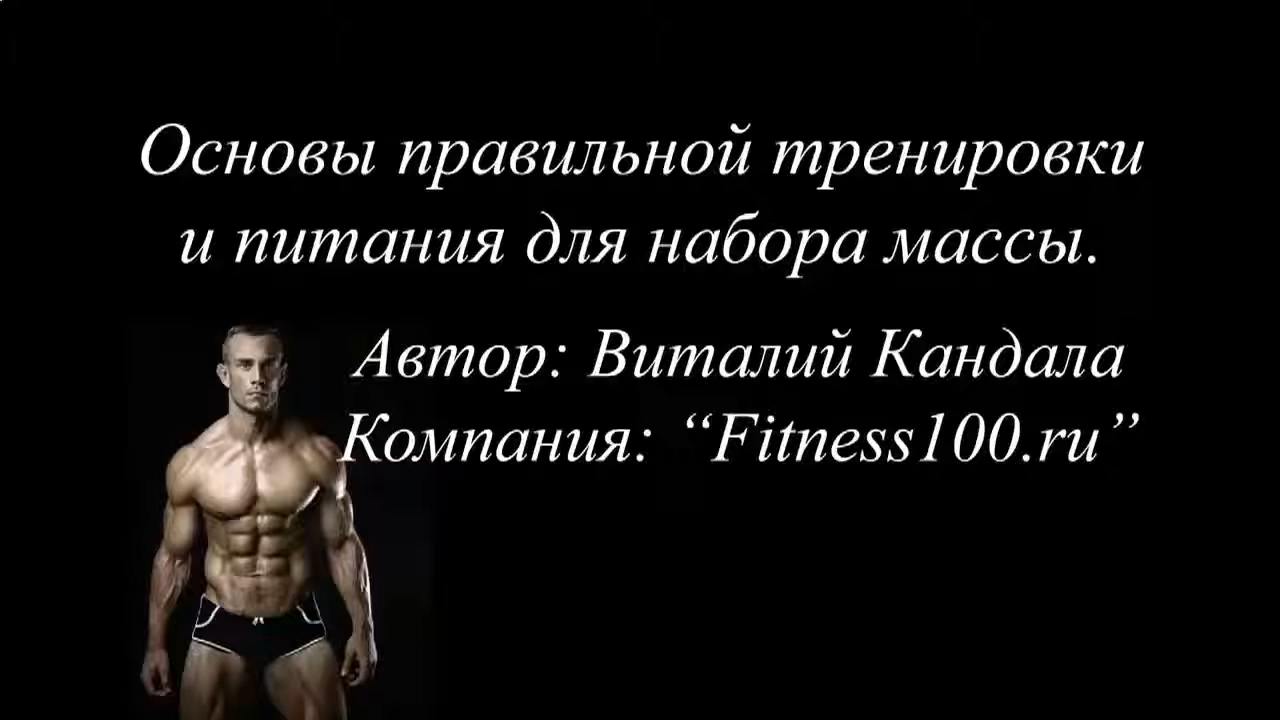 Основы правильной тренировки
и питания для набора массы.
Автор: Виталий Кандала
Компания: “Fitness100.ru”